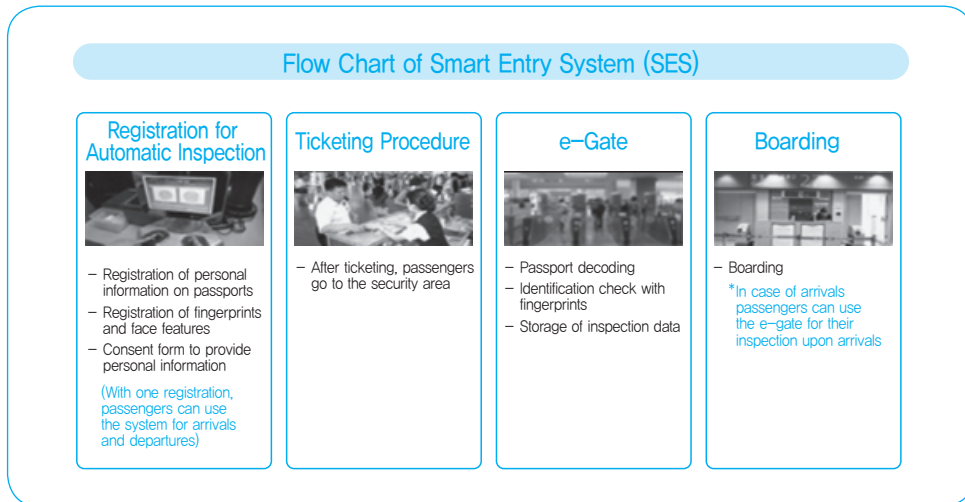 Flow Chart of Smart Entry System (SES)
Registration for
Automatic Inspection
– Registration of personal
information on passports
– Registration of fingerprints
and face features
– Consent form to provide
personal information
(With one registration,
passengers can use
the system for arrivals
and departures)
Ticketing Procedure
– After ticketing, passengers
go to the security area
e–Gate
– Passport decoding
– Identification check with
fingerprints
– Storage of inspection data
Boarding
– Boarding
*In case of arrivals
passengers can use
the e–gate for their
inspection upon arrivals